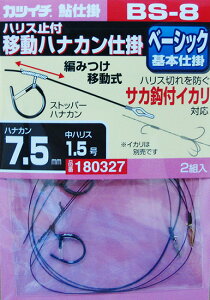 カツイチ 鮎仕掛 BS-8
ハリス止付
移動ハナカン仕掛
ベーシック
基本仕掛
編みつけ
移動式
ハリス切れを防ぐ
サカ鈎付イカリ
対応
ストッパー
ハナカン
※イカリは
別売です
ハナカン
7.5mm
中ハリス
1.5号
品番 180327
2組入